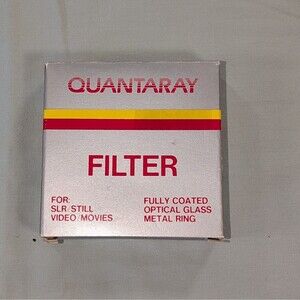 QUANTARAY
FILTER
FOR:
SLR/STILL
VIDEO/MOVIES
FULLY COATED
OPTICAL GLASS
METAL RING